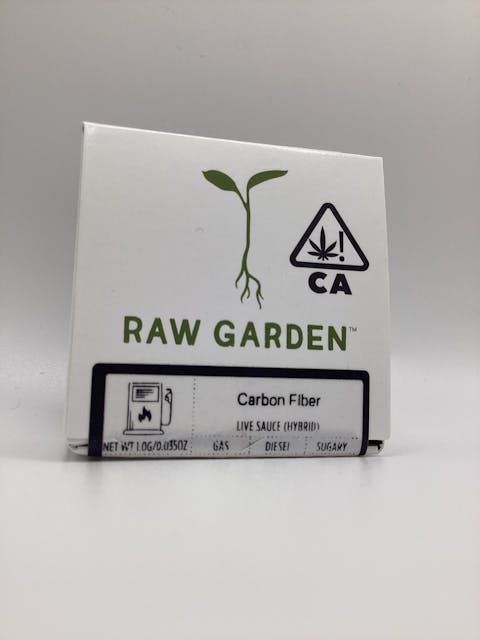 CA
RAW GARDEN™
Carbon Fiber
LIVE SAUCE (HYBRID)
NET WT 1.0G/0.035OZ GAS DIESEL SUGARY